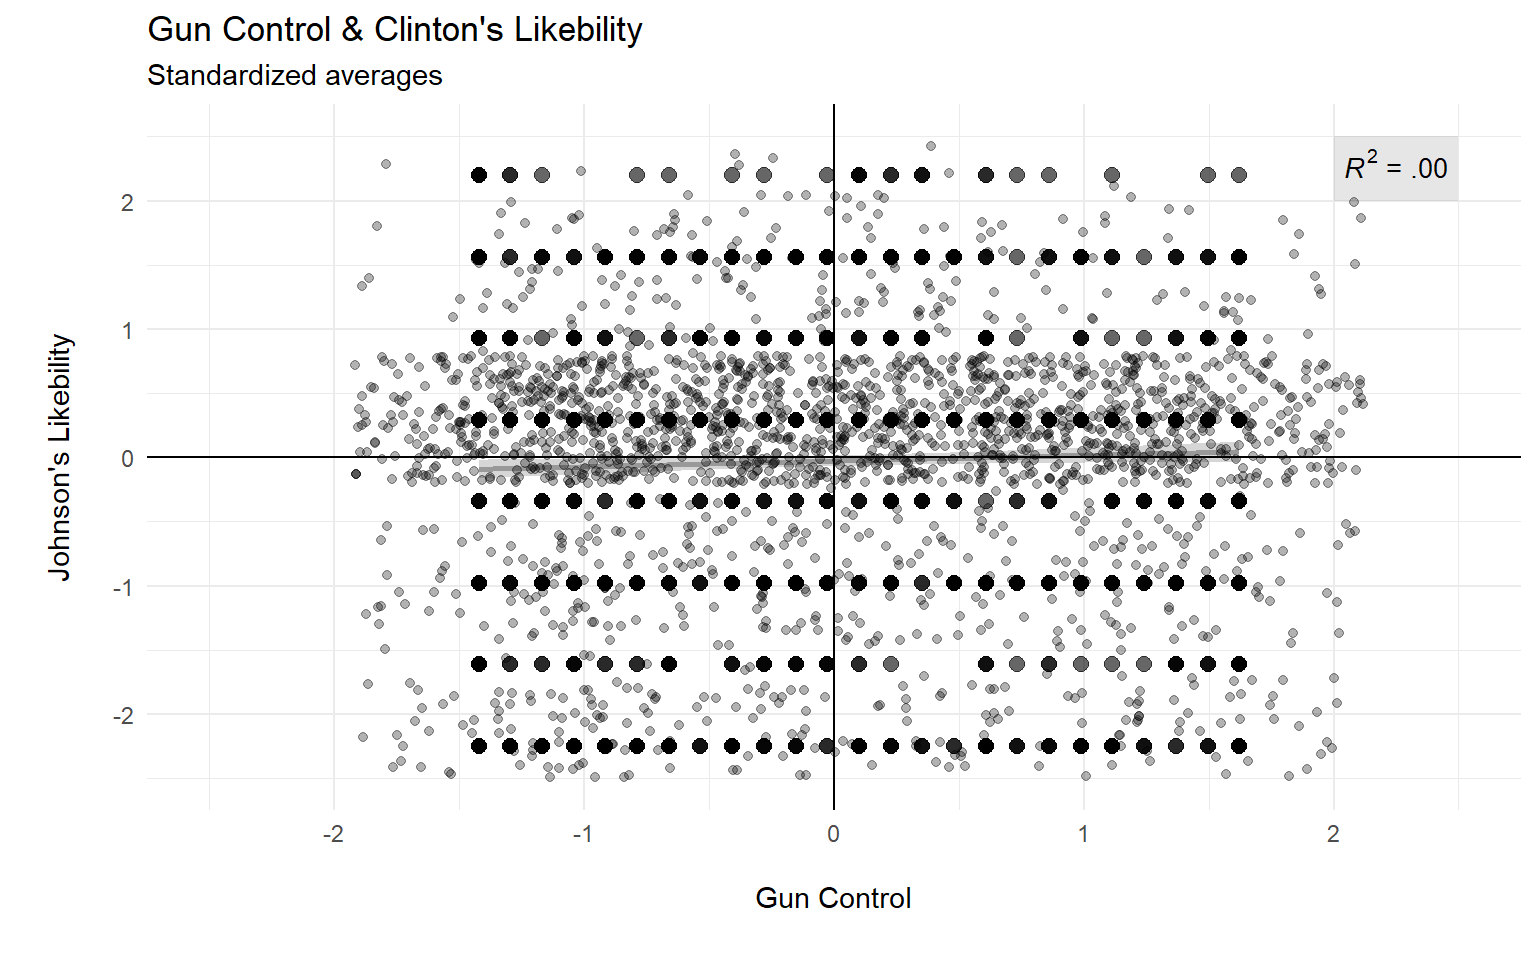 Gun Control & Clinton's Likebility
Standardized averages
R² = .00
Johnson's Likebility
2
1
0
-1
-2
-2
-1
0
1
2
Gun Control